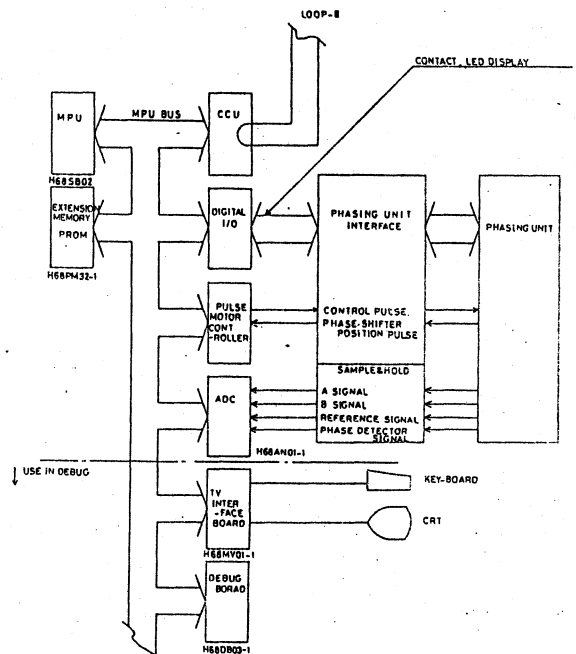 LOOP-II
CONTACT, LED DISPLAY
MPU
MPU BUS
CCU
H68SB02
EXTENSION
MEMORY
PROM
H68PM32-1
DIGITAL
I/O
PHASING UNIT
INTERFACE
PHASING UNIT
PULSE
MOTOR
CONT
-ROLLER
CONTROL PULSE.
PHASE-SHIFTER
POSITION PULSE
SAMPLE&HOLD
ADC
A SIGNAL
B SIGNAL
REFERENCE SIGNAL
PHASE DETECTOR
SIGNAL
H68AN01-1
USE IN DEBUG
TV
INTER
-FACE
BOARD
KEY-BOARD
CRT
H68MV01-1
DEBUG
BORAD
H68DB03-1